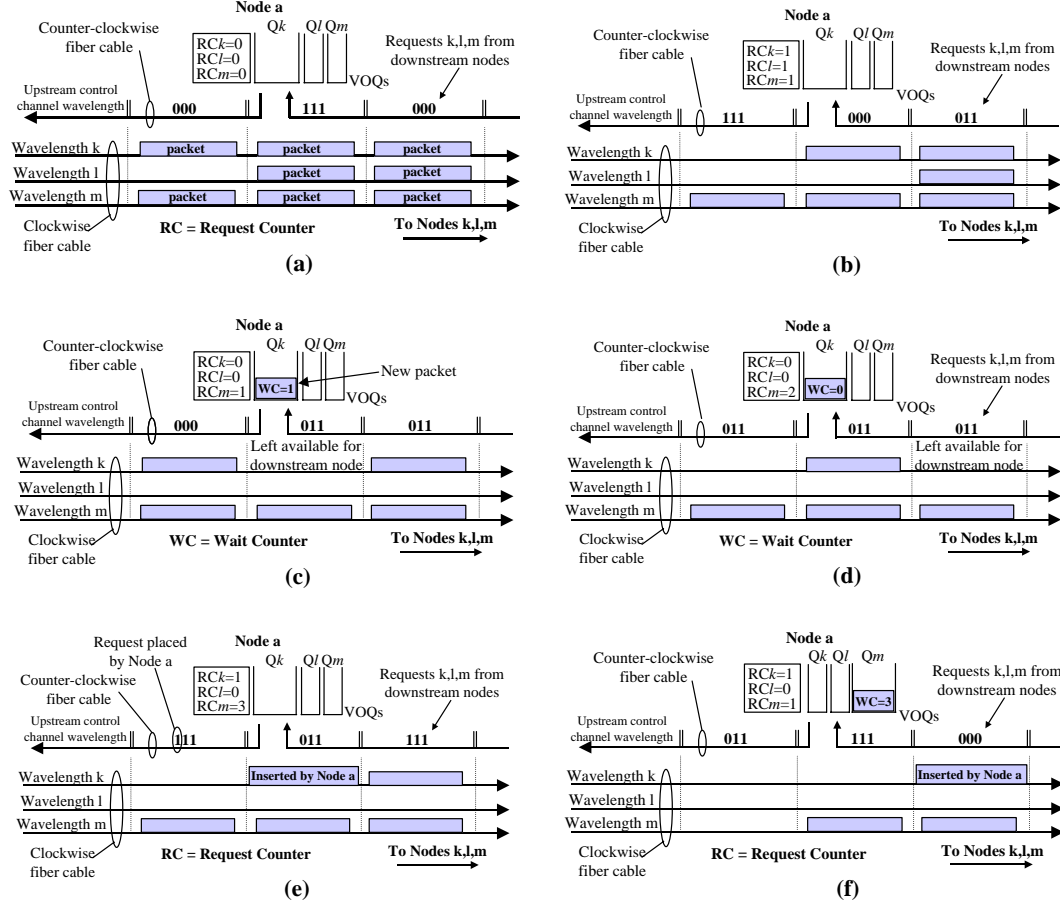 Node a
Counter-clockwise
fiber cable
Qk
Ql
Qm
RCk=0
RCl=0
RCm=0
Requests k,l,m from
downstream nodes
VOQs
Upstream control
channel wavelength
000
111
000
Wavelength k
packet
packet
packet
Wavelength l
packet
packet
Wavelength m
packet
packet
packet
Clockwise
fiber cable
RC = Request Counter
To Nodes k,l,m
(a)
Node a
Counter-clockwise
fiber cable
Qk
Ql
Qm
RCk=1
RCl=1
RCm=1
Requests k,l,m from
downstream nodes
VOQs
Upstream control
channel wavelength
111
000
011
Wavelength k
Wavelength l
Wavelength m
Clockwise
fiber cable
To Nodes k,l,m
(b)
Node a
Counter-clockwise
fiber cable
Qk
Ql
Qm
RCk=0
RCl=0
RCm=1
WC=1
New packet
VOQs
Upstream control
channel wavelength
000
011
011
Left available for
downstream node
Wavelength k
Wavelength l
Wavelength m
Clockwise
fiber cable
WC = Wait Counter
To Nodes k,l,m
(c)
Node a
Counter-clockwise
fiber cable
Qk
Ql
Qm
RCk=0
RCl=0
RCm=2
WC=0
Requests k,l,m from
downstream nodes
VOQs
Upstream control
channel wavelength
011
011
011
Left available for
downstream node
Wavelength k
Wavelength l
Wavelength m
Clockwise
fiber cable
WC = Wait Counter
To Nodes k,l,m
(d)
Request placed
by Node a
Node a
Counter-clockwise
fiber cable
Qk
Ql
Qm
RCk=1
RCl=0
RCm=3
Requests k,l,m from
downstream nodes
VOQs
Upstream control
channel wavelength
111
011
111
Wavelength k
Inserted by Node a
Wavelength l
Wavelength m
Clockwise
fiber cable
RC = Request Counter
To Nodes k,l,m
(e)
Node a
Counter-clockwise
fiber cable
Qk
Ql
Qm
RCk=1
RCl=0
RCm=1
WC=3
Requests k,l,m from
downstream nodes
VOQs
Upstream control
channel wavelength
011
111
000
Wavelength k
Inserted by Node a
Wavelength l
Wavelength m
Clockwise
fiber cable
RC = Request Counter
To Nodes k,l,m
(f)